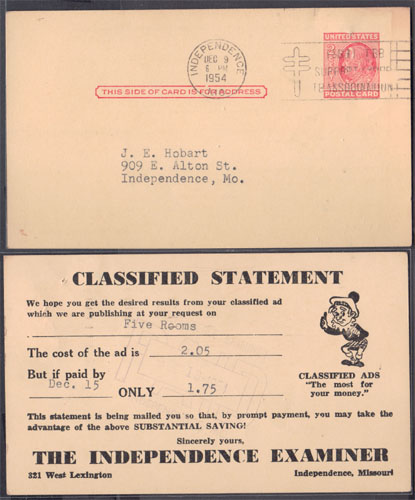 UNITED STATES
INDEPENDENCE
DEC 9
6 PM
1954
MO.
FIGHT TB
POSTAL CARD
THIS SIDE OF CARD IS FOR ADDRESS
J. E. Hobart
909 E. Alton St.
Independence, Mo.
CLASSIFIED STATEMENT
We hope you get the desired results from your classified ad
which we are publishing at your request on
Five Rooms
The cost of the ad is 2.05
But if paid by
Dec. 15 ONLY 1.75
CLASSIFIED ADS
"The most for
your money."
This statement is being mailed you so that, by prompt payment, you may take the
advantage of the above SUBSTANTIAL SAVING!
Sincerely yours,
THE INDEPENDENCE EXAMINER
321 West Lexington Independence, Missouri